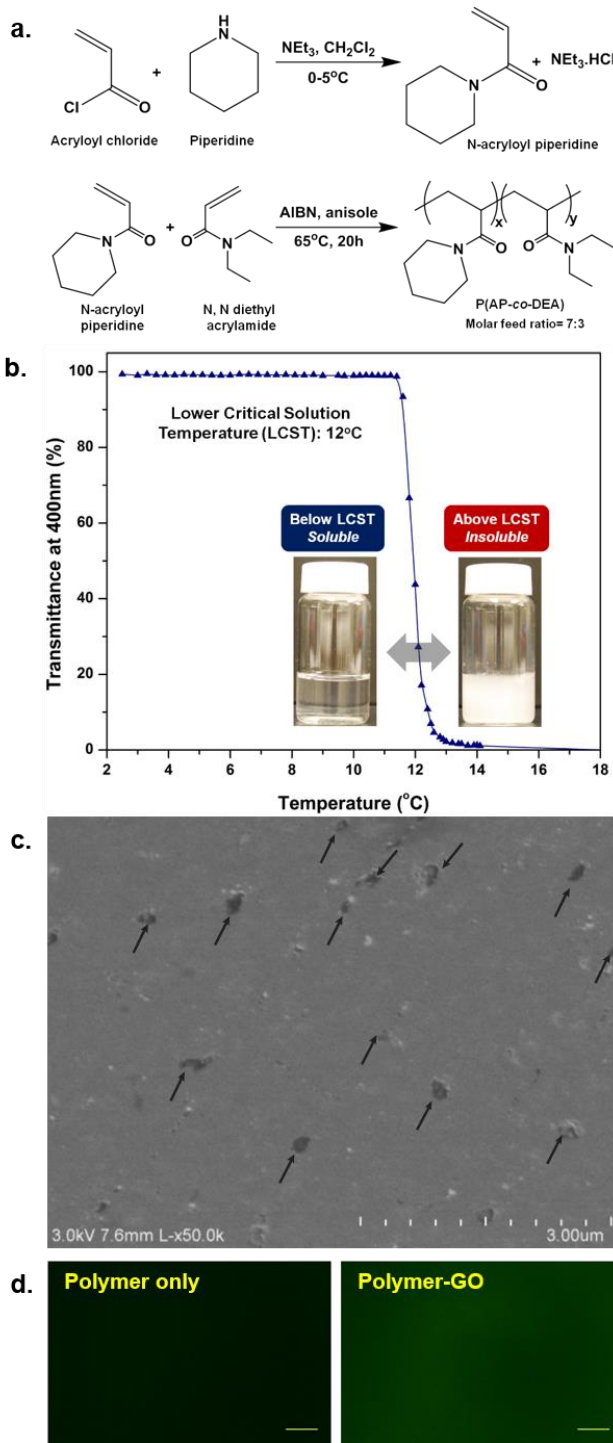 a.
H
N
Cl
O
+
NEt₃, CH₂Cl₂
0-5°C
N
O
+ NEt₃.HCl
Acryloyl chloride
Piperidine
N-acryloyl piperidine
N
O
+
O
N
AIBN, anisole
65°C, 20h
x
y
N
O
O
N
N-acryloyl
piperidine
N, N diethyl
acrylamide
P(AP-co-DEA)
Molar feed ratio= 7:3
b.
Lower Critical Solution
Temperature (LCST): 12°C
Below LCST
Soluble
Above LCST
Insoluble
Transmittance at 400nm (%)
100
80
60
40
20
0
2 4 6 8 10 12 14 16 18
Temperature (°C)
c.
3.0kV 7.6mm L-x50.0k 3.00um
d.
Polymer only
Polymer-GO